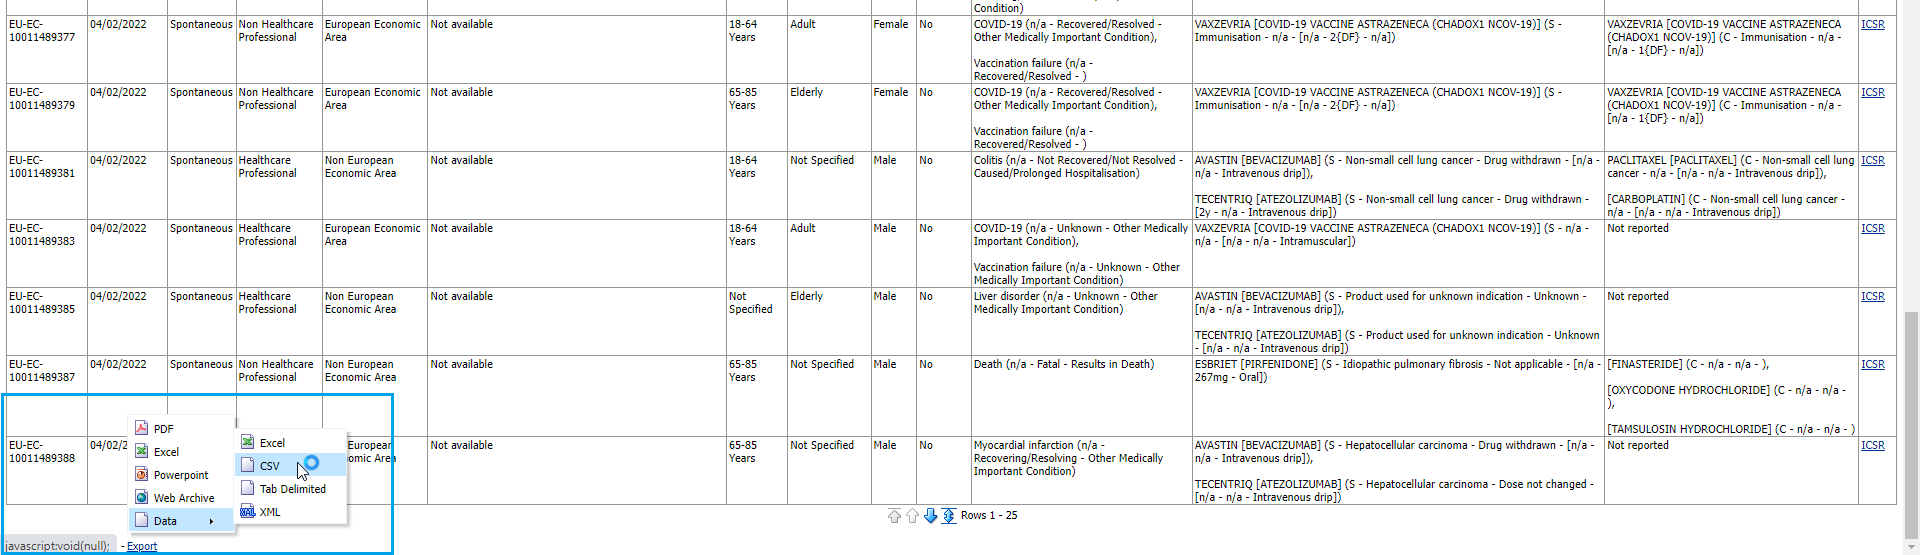 Condition)
EU-EC-
10011489377
04/02/2022
Spontaneous
Non Healthcare
Professional
European Economic
Area
Not available
18-64
Years
Adult
Female
No
COVID-19 (n/a - Recovered/Resolved -
Other Medically Important Condition),
Vaccination failure (n/a -
Recovered/Resolved - )
VAXZEVRIA [COVID-19 VACCINE ASTRAZENECA (CHADOX1 NCOV-19)] (S -
Immunisation - n/a - [n/a - 2{DF} - n/a])
VAXZEVRIA [COVID-19 VACCINE ASTRAZENECA
(CHADOX1 NCOV-19)] (C - Immunisation - n/a -
[n/a - 1{DF} - n/a])
ICSR
EU-EC-
10011489379
04/02/2022
Spontaneous
Non Healthcare
Professional
European Economic
Area
Not available
65-85
Years
Elderly
Female
No
COVID-19 (n/a - Recovered/Resolved -
Other Medically Important Condition),
Vaccination failure (n/a -
Recovered/Resolved - )
VAXZEVRIA [COVID-19 VACCINE ASTRAZENECA (CHADOX1 NCOV-19)] (S -
Immunisation - n/a - [n/a - 2{DF} - n/a])
VAXZEVRIA [COVID-19 VACCINE ASTRAZENECA
(CHADOX1 NCOV-19)] (C - Immunisation - n/a -
[n/a - 1{DF} - n/a])
ICSR
EU-EC-
10011489381
04/02/2022
Spontaneous
Healthcare
Professional
Non European
Economic Area
Not available
18-64
Years
Not Specified
Male
No
Colitis (n/a - Not Recovered/Not Resolved -
Caused/Prolonged Hospitalisation)
AVASTIN [BEVACIZUMAB] (S - Non-small cell lung cancer - Drug withdrawn - [n/a -
n/a - Intravenous drip]),
TECENTRIQ [ATEZOLIZUMAB] (S - Non-small cell lung cancer - Drug withdrawn -
[2y - n/a - Intravenous drip])
PACLITAXEL [PACLITAXEL] (C - Non-small cell lung
cancer - n/a - [n/a - n/a - Intravenous drip]),
[CARBOPLATIN] (C - Non-small cell lung cancer -
n/a - [n/a - n/a - Intravenous drip])
ICSR
EU-EC-
10011489383
04/02/2022
Spontaneous
Healthcare
Professional
European Economic
Area
Not available
18-64
Years
Adult
Male
No
COVID-19 (n/a - Unknown - Other Medically
Important Condition),
Vaccination failure (n/a - Unknown - Other
Medically Important Condition)
VAXZEVRIA [COVID-19 VACCINE ASTRAZENECA (CHADOX1 NCOV-19)] (S - n/a -
n/a - [n/a - n/a - Intramuscular])
Not reported
ICSR
EU-EC-
10011489385
04/02/2022
Spontaneous
Healthcare
Professional
Non European
Economic Area
Not available
Not
Specified
Elderly
Male
No
Liver disorder (n/a - Unknown - Other
Medically Important Condition)
AVASTIN [BEVACIZUMAB] (S - Product used for unknown indication - Unknown -
[n/a - n/a - Intravenous drip]),
TECENTRIQ [ATEZOLIZUMAB] (S - Product used for unknown indication - Unknown
- [n/a - n/a - Intravenous drip])
Not reported
ICSR
EU-EC-
10011489387
04/02/2022
Spontaneous
Non Healthcare
Professional
Non European
Economic Area
Not available
65-85
Years
Not Specified
Male
No
Death (n/a - Fatal - Results in Death)
ESBRIET [PIRFENIDONE] (S - Idiopathic pulmonary fibrosis - Not applicable - [n/a -
267mg - Oral])
[FINASTERIDE] (C - n/a - n/a - ),
[OXYCODONE HYDROCHLORIDE] (C - n/a - n/a -
),
[TAMSULOSIN HYDROCHLORIDE] (C - n/a - n/a - )
ICSR
EU-EC-
10011489388
04/02/2
European
omic Area
Not available
65-85
Years
Not Specified
Male
No
Myocardial infarction (n/a -
Recovering/Resolving - Other Medically
Important Condition)
AVASTIN [BEVACIZUMAB] (S - Hepatocellular carcinoma - Drug withdrawn - [n/a -
n/a - Intravenous drip]),
TECENTRIQ [ATEZOLIZUMAB] (S - Hepatocellular carcinoma - Dose not changed -
[n/a - n/a - Intravenous drip])
Not reported
ICSR
PDF
Excel
Powerpoint
Web Archive
Data
Excel
CSV
Tab Delimited
XML
Rows 1 - 25
javascript:void(null);
- Export